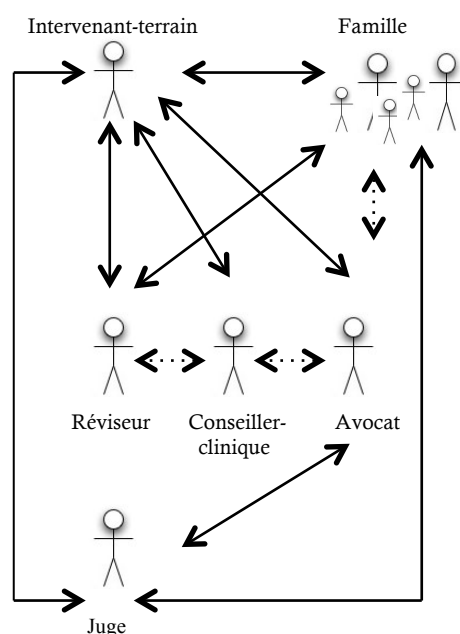 Intervenant-terrain
Famille
Réviseur
Conseiller-
clinique
Avocat
Juge